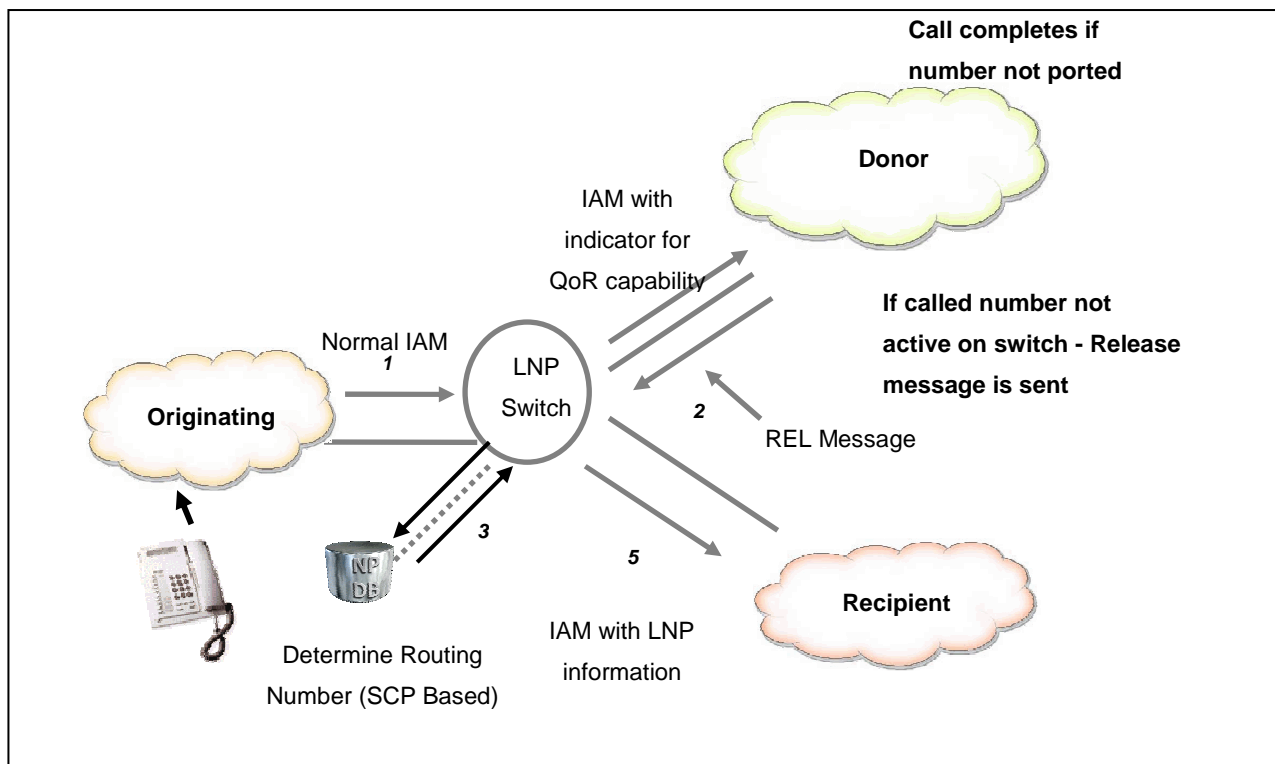 Call completes if
number not ported
Donor
IAM with
indicator for
QoR capability
If called number not
active on switch - Release
message is sent
Normal IAM
1
LNP
Switch
Originating
2
REL Message
3
NP
DB
5
Recipient
IAM with LNP
information
Determine Routing
Number (SCP Based)